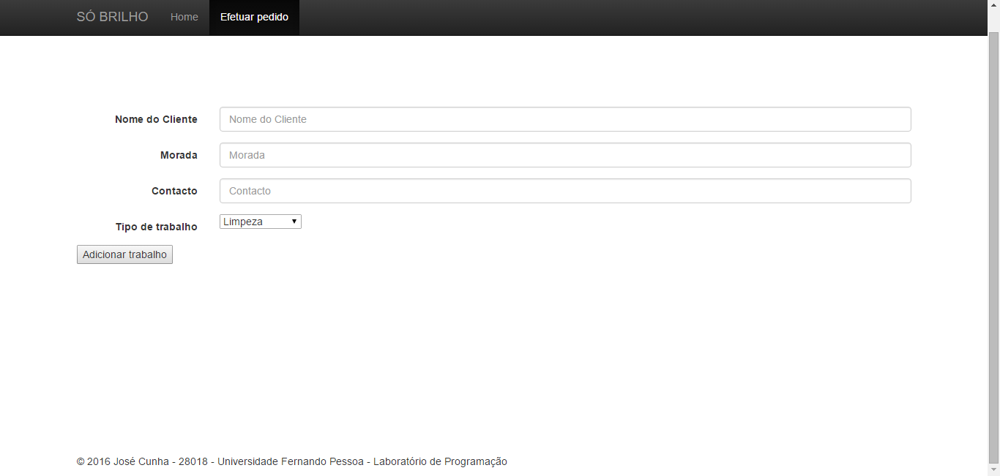 SÓ BRILHO Home Efetuar pedido
Nome do Cliente Nome do Cliente
Morada Morada
Contacto Contacto
Tipo de trabalho Limpeza
Adicionar trabalho
© 2016 José Cunha - 28018 - Universidade Fernando Pessoa - Laboratório de Programação